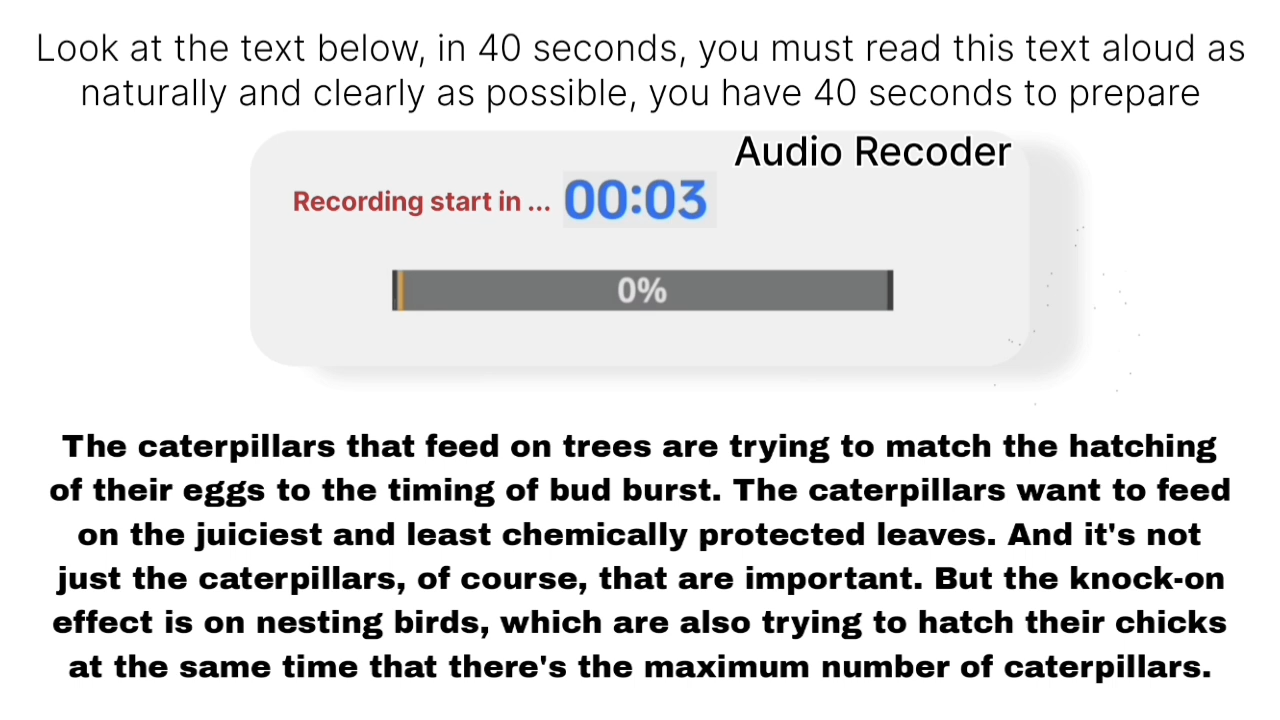 Look at the text below, in 40 seconds, you must read this text aloud as
naturally and clearly as possible, you have 40 seconds to prepare
Audio Recoder
Recording start in ... 00:03
0%
The caterpillars that feed on trees are trying to match the hatching
of their eggs to the timing of bud burst. The caterpillars want to feed
on the juiciest and least chemically protected leaves. And it's not
just the caterpillars, of course, that are important. But the knock-on
effect is on nesting birds, which are also trying to hatch their chicks
at the same time that there's the maximum number of caterpillars.